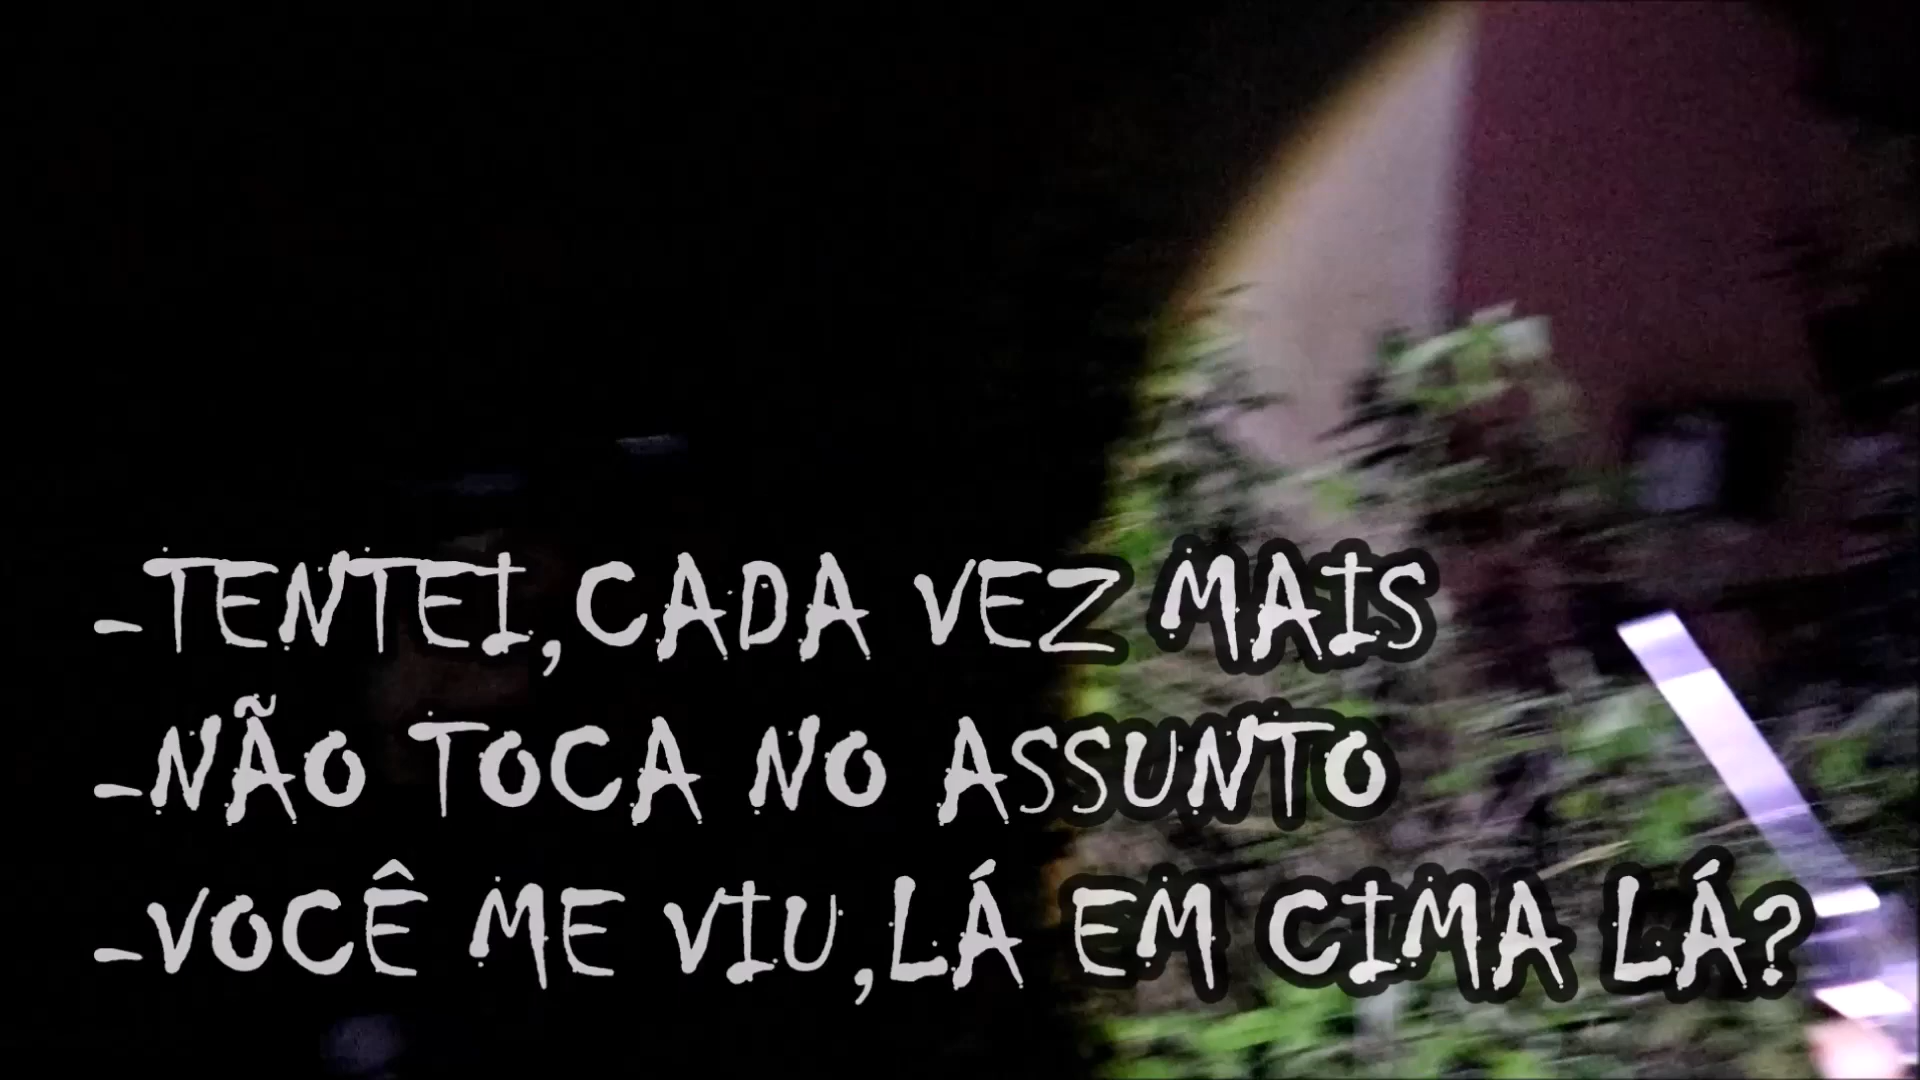 -TENTEI,CADA VEZ MAIS
-NÃO TOCA NO ASSUNTO
-VOCÊ ME VIU,LÁ EM CIMA LÁ?